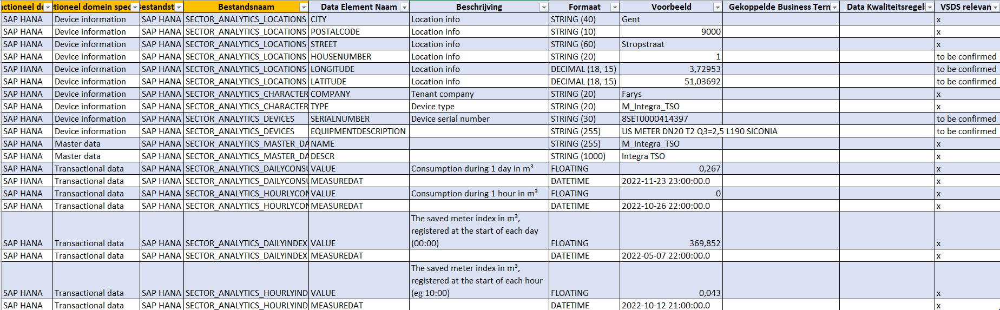 ctioneel do ctioneel domein spec Bestandst Bestandsnaam Data Element Naam Beschrijving Formaat Voorbeeld Gekoppelde Business Tern Data Kwaliteitsregels VSDS relevan
SAP HANA Device information SAP HANA SECTOR_ANALYTICS_LOCATIONS CITY Location info STRING (40) Gent x
SAP HANA Device information SAP HANA SECTOR_ANALYTICS_LOCATIONS POSTALCODE Location info STRING (10) 9000 x
SAP HANA Device information SAP HANA SECTOR_ANALYTICS_LOCATIONS STREET Location info STRING (60) Stropstraat x
SAP HANA Device information SAP HANA SECTOR_ANALYTICS_LOCATIONS HOUSENUMBER Location info STRING (20) 1 to be confirmed
SAP HANA Device information SAP HANA SECTOR_ANALYTICS_LOCATIONS LONGITUDE Location info DECIMAL (18, 15) 3,72953 to be confirmed
SAP HANA Device information SAP HANA SECTOR_ANALYTICS_LOCATIONS LATITUDE Location info DECIMAL (18, 15) 51,03692 to be confirmed
SAP HANA Device information SAP HANA SECTOR_ANALYTICS_CHARACTER COMPANY Tenant company STRING (20) Farys x
SAP HANA Device information SAP HANA SECTOR_ANALYTICS_CHARACTER TYPE Device type STRING (20) M_Integra_TSO x
SAP HANA Device information SAP HANA SECTOR_ANALYTICS_DEVICES SERIALNUMBER Device serial number STRING (30) 8SET0000414397 to be confirmed
SAP HANA Device information SAP HANA SECTOR_ANALYTICS_DEVICES EQUIPMENTDESCRIPTION STRING (255) US METER DN20 T2 Q3=2,5 L190 SICONIA to be confirmed
SAP HANA Master data SAP HANA SECTOR_ANALYTICS_MASTER_DA NAME STRING (255) M_Integra_TSO x
SAP HANA Master data SAP HANA SECTOR_ANALYTICS_MASTER_DA DESCR STRING (1000) Integra TSO x
SAP HANA Transactional data SAP HANA SECTOR_ANALYTICS_DAILYCONSU VALUE Consumption during 1 day in m³ FLOATING 0,267 x
SAP HANA Transactional data SAP HANA SECTOR_ANALYTICS_DAILYCONSU MEASUREDAT DATETIME 2022-11-23 23:00:00.0 x
SAP HANA Transactional data SAP HANA SECTOR_ANALYTICS_HOURLYCON VALUE Consumption during 1 hour in m³ FLOATING 0 x
SAP HANA Transactional data SAP HANA SECTOR_ANALYTICS_HOURLYCON MEASUREDAT DATETIME 2022-10-26 22:00:00.0 x
The saved meter index in m³,
registered at the start of each day
SAP HANA Transactional data SAP HANA SECTOR_ANALYTICS_DAILYINDEX VALUE (00:00) FLOATING 369,852 x
SAP HANA Transactional data SAP HANA SECTOR_ANALYTICS_DAILYINDEX MEASUREDAT DATETIME 2022-05-07 22:00:00.0 x
The saved meter index in m³,
registered at the start of each hour
SAP HANA Transactional data SAP HANA SECTOR_ANALYTICS_HOURLYIND VALUE (eg 10:00) FLOATING 0,043 x
SAP HANA Transactional data SAP HANA SECTOR_ANALYTICS_HOURLYIND MEASUREDAT DATETIME 2022-10-12 21:00:00.0 x